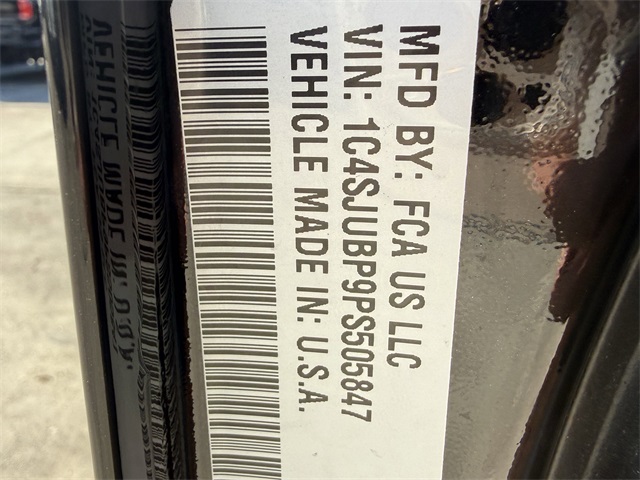 MFD BY: FCA US LLC
VIN: 1C4SJUBP9PS505847
VEHICLE MADE IN: U.S.A.